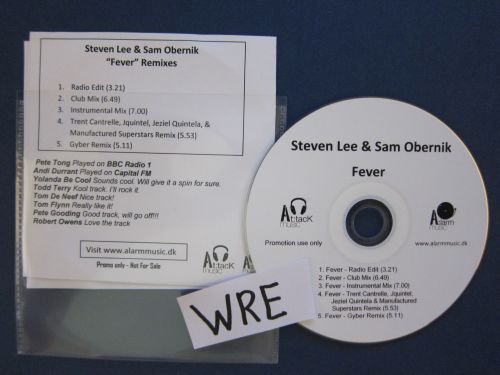 Steven Lee & Sam Obernik
"Fever" Remixes
1. Radio Edit (3.21)
2. Club Mix (6.49)
3. Instrumental Mix (7.00)
4. Trent Cantrelle, Jquintel, Jeziel Quintela, &
Manufactured Superstars Remix (5.53)
5. Gyber Remix (5.11)
Pete Tong Played on BBC Radio 1
Andi Durrant Played on Capital FM
Yolanda Be Cool Sounds cool. Will give it a spin for sure.
Todd Terry Kool track. I'll rock it.
Tom De Neef Nice track!
Tom Flynn Really like it!
Pete Gooding Good track, will go off!!!
Robert Owens Love the track
Visit www.alarmmusic.dk
Promo only - Not For Sale
Attack
music
Steven Lee & Sam Obernik
Fever
Attack
music
Alarm
music
Promotion use only
www.alarmmusic.dk
1. Fever - Radio Edit (3.21)
2. Fever - Club Mix (6.49)
3. Fever - Instrumental Mix (7.00)
4. Fever - Trent Cantrelle, Jquintel,
Jeziel Quintela & Manufactured
Superstars Remix (5.53)
5. Fever - Gyber Remix (5.11)
WRE